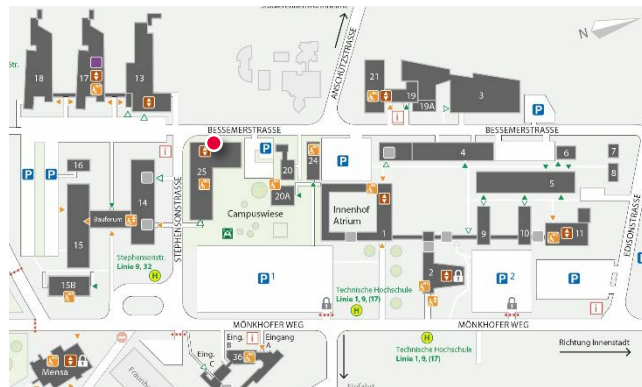 N
ANSCHÜTZSTRASSE
18
17
13
21
19
19A
3
Str.
P
i
i
P
BESSEMERSTRASSE
BESSEMERSTRASSE
P
P
P
16
14
25
20
24
4
6
7
8
5
20A
Bauforum
STEPHENSONSTRASSE
Campuswiese
Innenhof
Atrium
15
1
9
10
11
EDISONSTRASSE
Stephensonstr.
Linie 9, 32
H
15B
P1
Technische Hochschule
Linie 1, 9, (17)
H
2
P2
P
i
MÖNKHOFER WEG
MÖNKHOFER WEG
Mensa
Eing.
B
i
Eingang
A
Eing.
C
36
H
Technische Hochschule
Linie 1, 9, (17)
Richtung Innenstadt